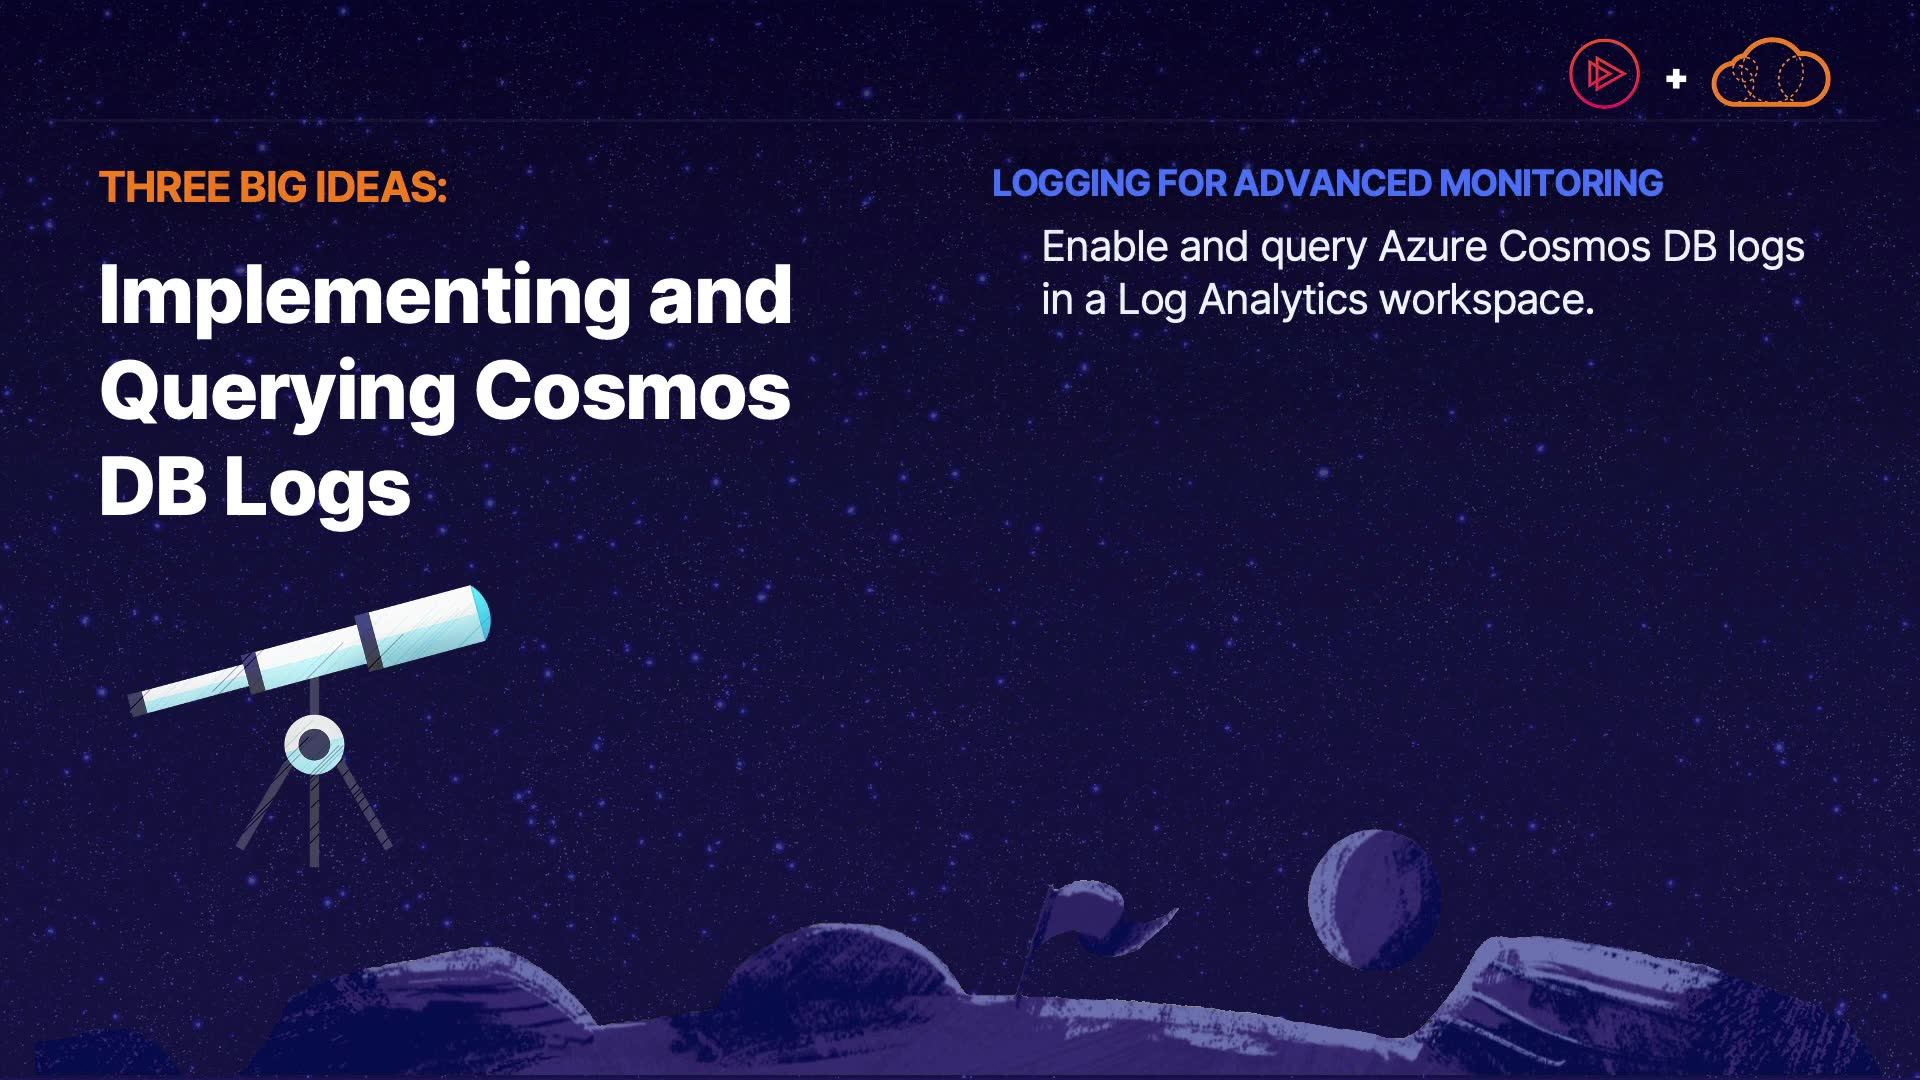 THREE BIG IDEAS:
Implementing and
Querying Cosmos
DB Logs
LOGGING FOR ADVANCED MONITORING
Enable and query Azure Cosmos DB logs
in a Log Analytics workspace.